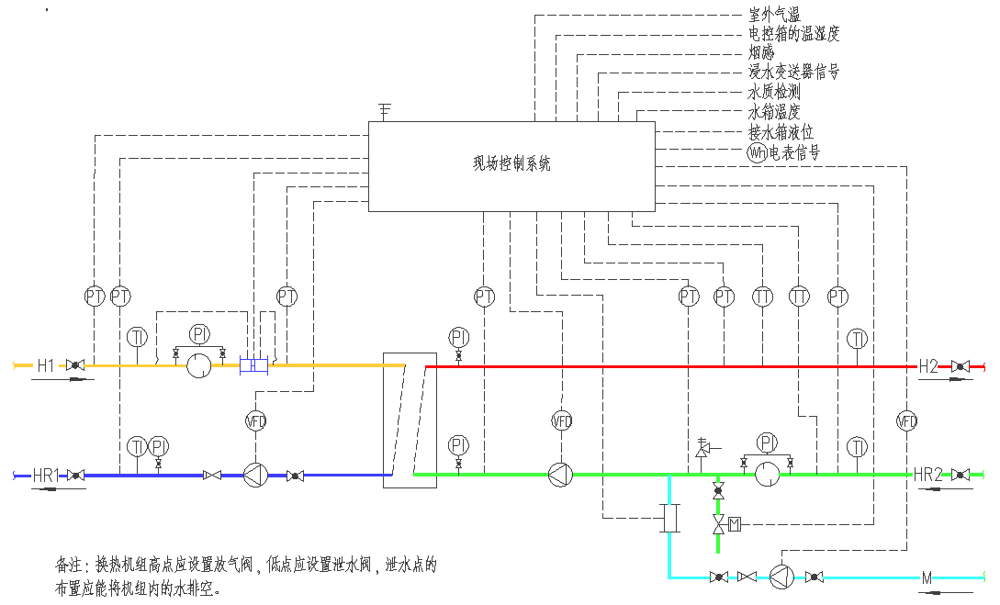 室外气温
电控箱的温湿度
烟感
浸水变送器信号
水质检测
水箱温度
接水箱液位
Wh 电表信号
现场控制系统
PT PT PT PT PT PT TT TT PT
TI PI PI TI
H1 H2
VFD VFD VFD
TI PI PI PI TI
HR1 HR2
M
M
备注：换热机组高点应设置放气阀，低点应设置泄水阀，泄水点的
布置应能将机组内的水排空。